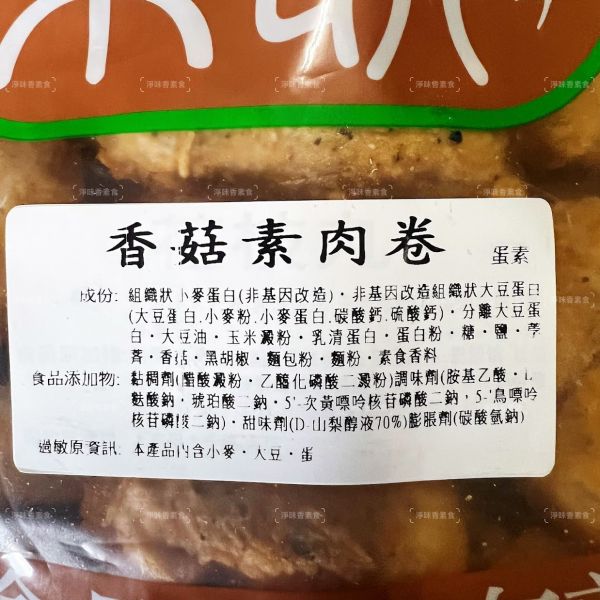 香菇素肉卷 蛋素
成份: 組織狀小麥蛋白(非基因改造)・非基因改造組織狀大豆蛋白
(大豆蛋白.小麥粉.小麥蛋白.碳酸鈣.硫酸鈣)・分離大豆蛋
白・大豆油・玉米澱粉・乳清蛋白・蛋白粉・糖・鹽・荸
薺・香菇・黑胡椒・麵包粉・麵粉・素食香料
食品添加物: 黏稠劑(醋酸澱粉・乙醯化磷酸二澱粉)調味劑(胺基乙酸・L
麩酸鈉・琥珀酸二鈉・5'-次黃嘌呤核苷磷酸二鈉・5'-鳥嘌呤
核苷磷酸二鈉)・甜味劑(D-山梨醇液70%)膨脹劑(碳酸氫鈉)
過敏原資訊: 本產品內含小麥・大豆・蛋
淨味香素食